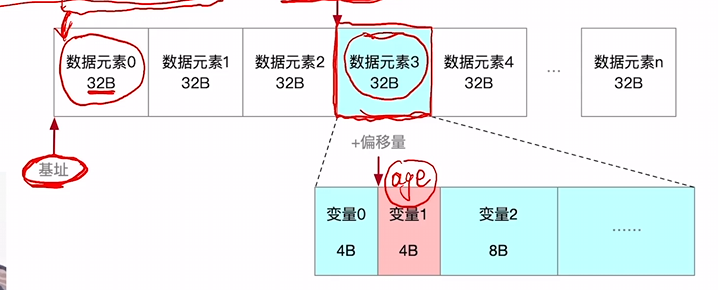 数据元素0
32B
数据元素1
32B
数据元素2
32B
数据元素3
32B
数据元素4
32B
...
数据元素n
32B
基址
+偏移量
age
变量0
4B
变量1
4B
变量2
8B
......